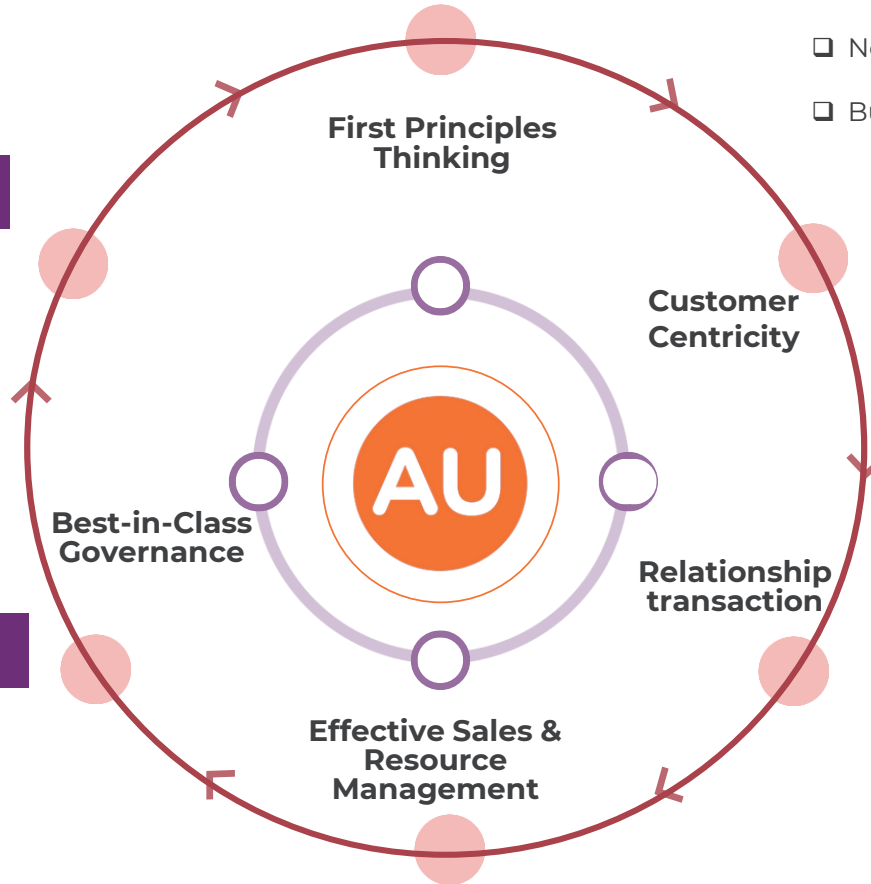 First Principles
Thinking
Customer
Centricity
AU
Best-in-Class
Governance
Relationship
transaction
Effective Sales &
Resource
Management